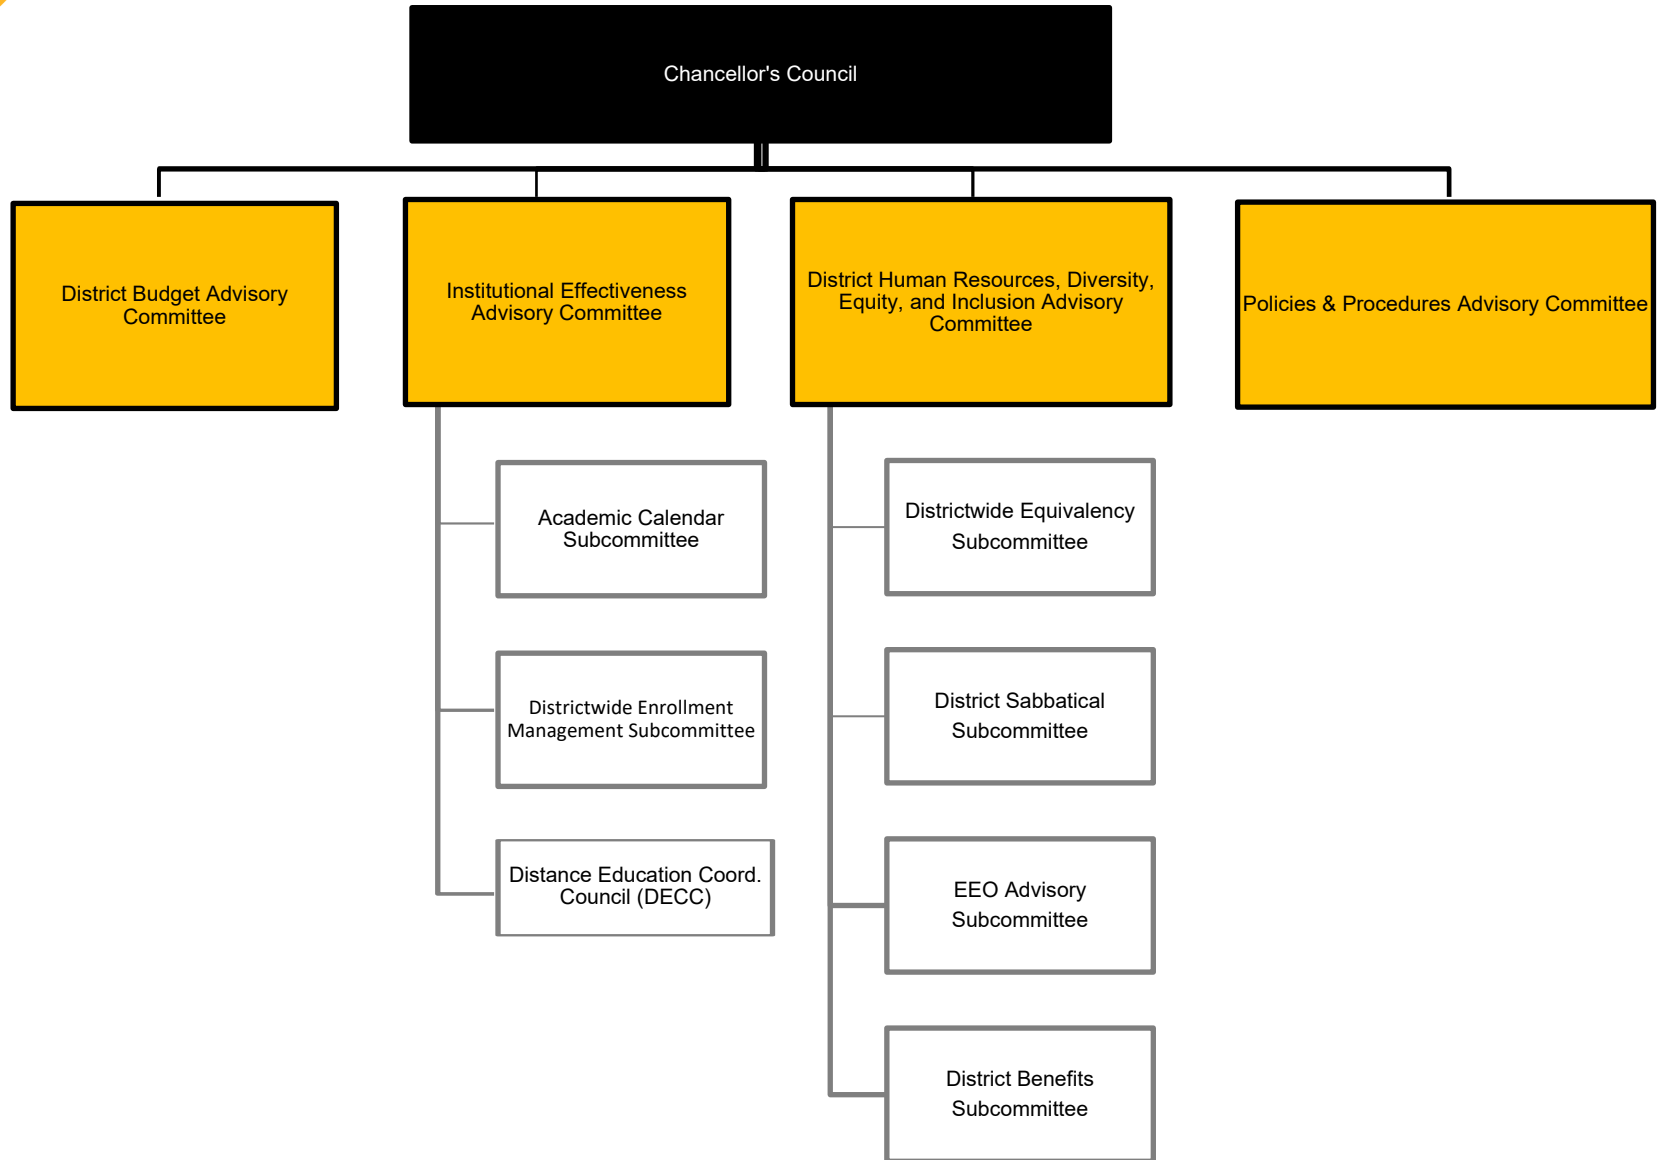 Chancellor's Council
District Budget Advisory
Committee
Institutional Effectiveness
Advisory Committee
District Human Resources, Diversity,
Equity, and Inclusion Advisory
Committee
Policies & Procedures Advisory Committee
Academic Calendar
Subcommittee
Districtwide Enrollment
Management Subcommittee
Distance Education Coord.
Council (DECC)
Districtwide Equivalency
Subcommittee
District Sabbatical
Subcommittee
EEO Advisory
Subcommittee
District Benefits
Subcommittee